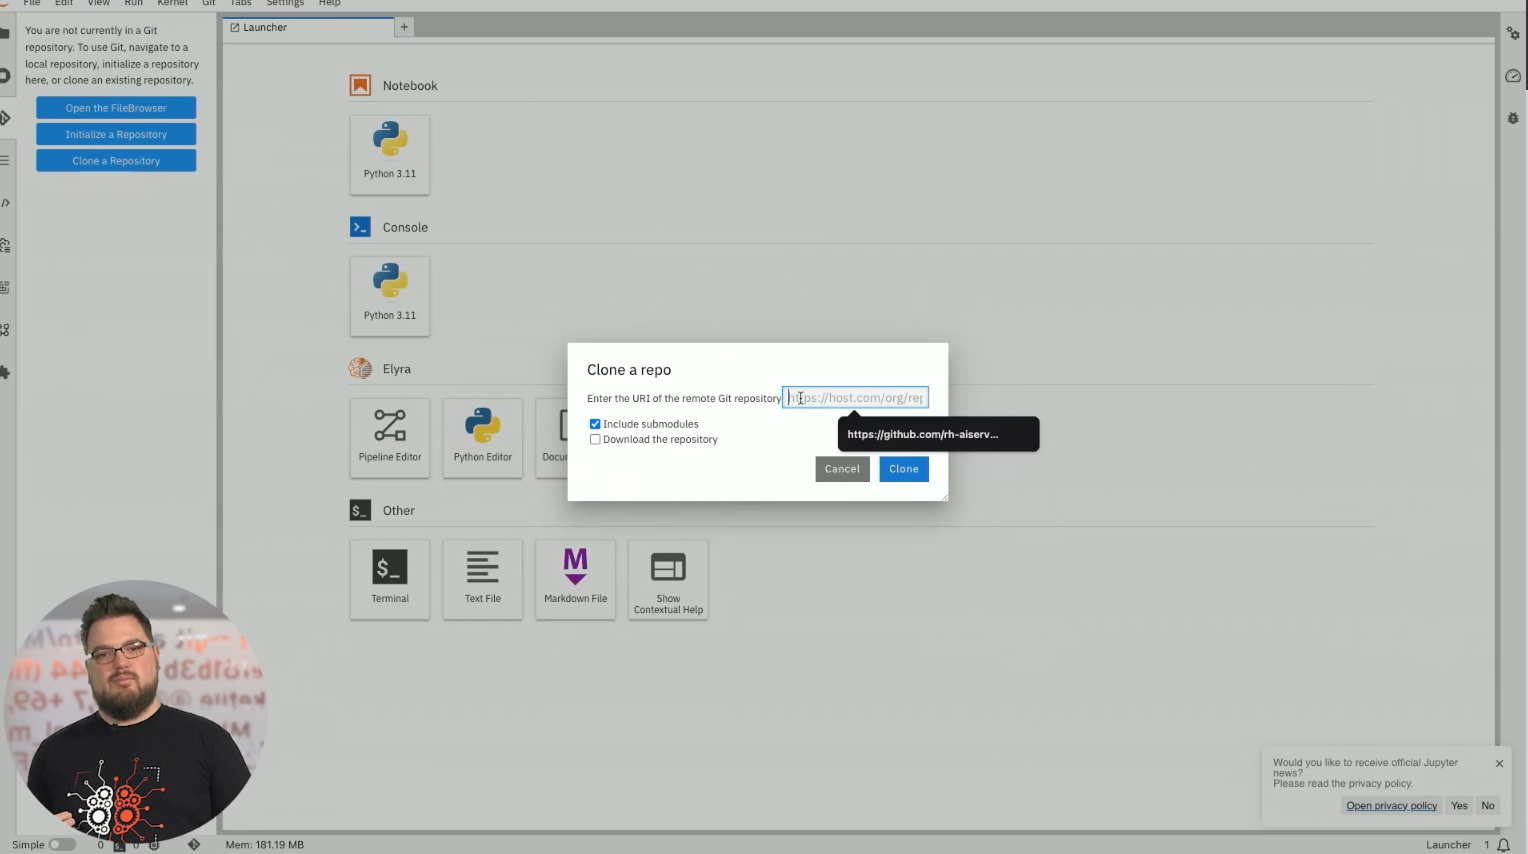 File Edit View Run Kernel Git Tabs Settings Help
You are not currently in a Git
repository. To use Git, navigate to a
local repository, initialize a repository
here, or clone an existing repository.
Open the FileBrowser
Initialize a Repository
Clone a Repository
Launcher
+
Notebook
Python 3.11
Console
Python 3.11
Elyra
Pipeline Editor
Python Editor
Docu
Clone a repo
Enter the URI of the remote Git repository
https://host.com/org/rep
Include submodules
Download the repository
https://github.com/rh-aiserv...
Cancel
Clone
Other
$_
Terminal
Text File
M
Markdown File
Show
Contextual Help
Would you like to receive official Jupyter
news?
Please read the privacy policy.
Open privacy policy
Yes
No
Simple
0
Mem: 181.19 MB
Launcher 1